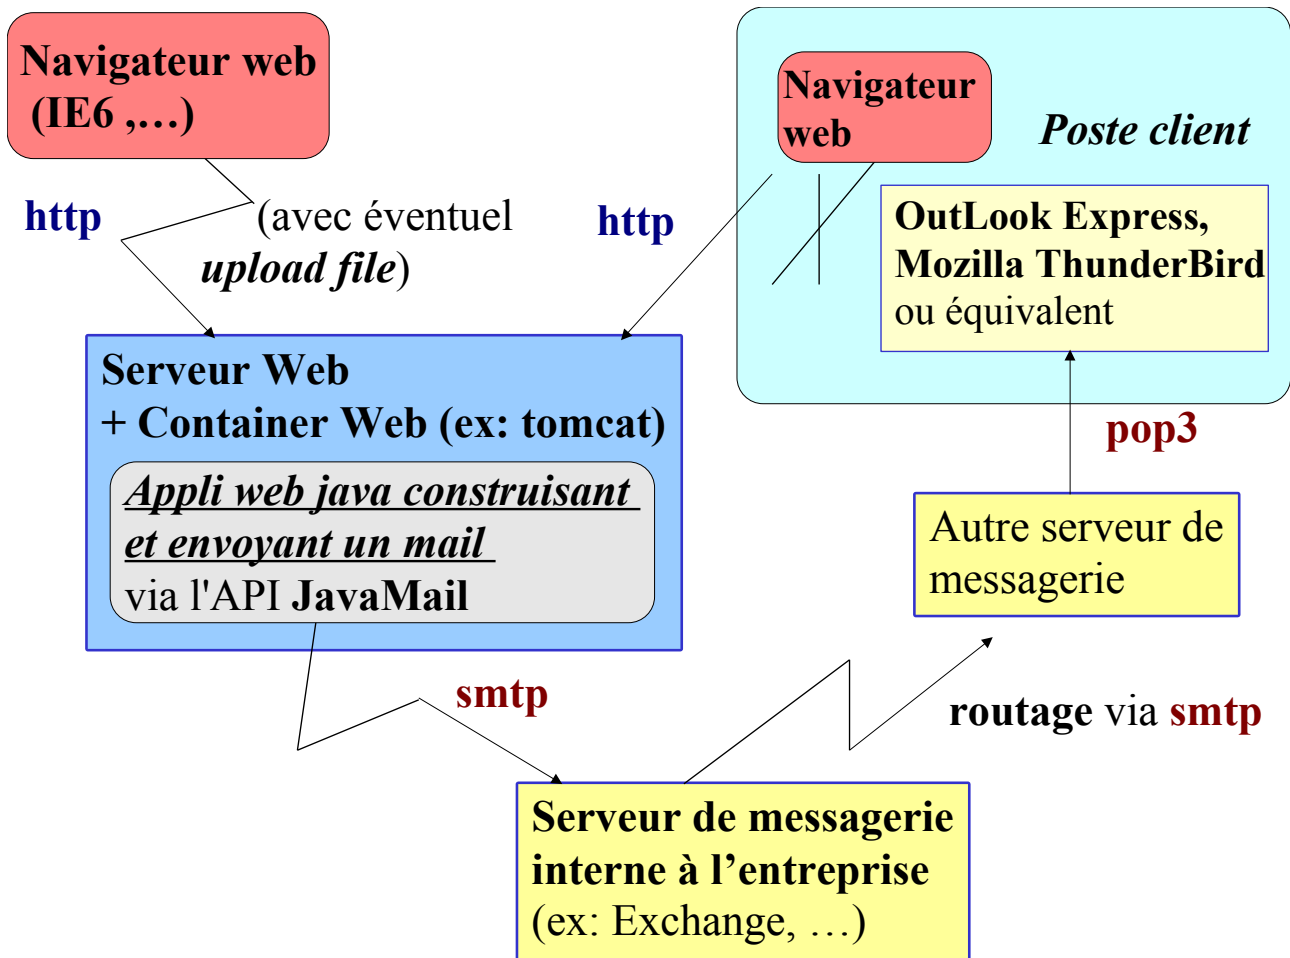 Navigateur web
(IE6 ,…)
Navigateur
web
Poste client
http
(avec éventuel
upload file)
http
OutLook Express,
Mozilla ThunderBird
ou équivalent
Serveur Web
+ Container Web (ex: tomcat)
pop3
Appli web java construisant
et envoyant un mail
via l'API JavaMail
Autre serveur de
messagerie
smtp
routage via smtp
Serveur de messagerie
interne à l’entreprise
(ex: Exchange, …)